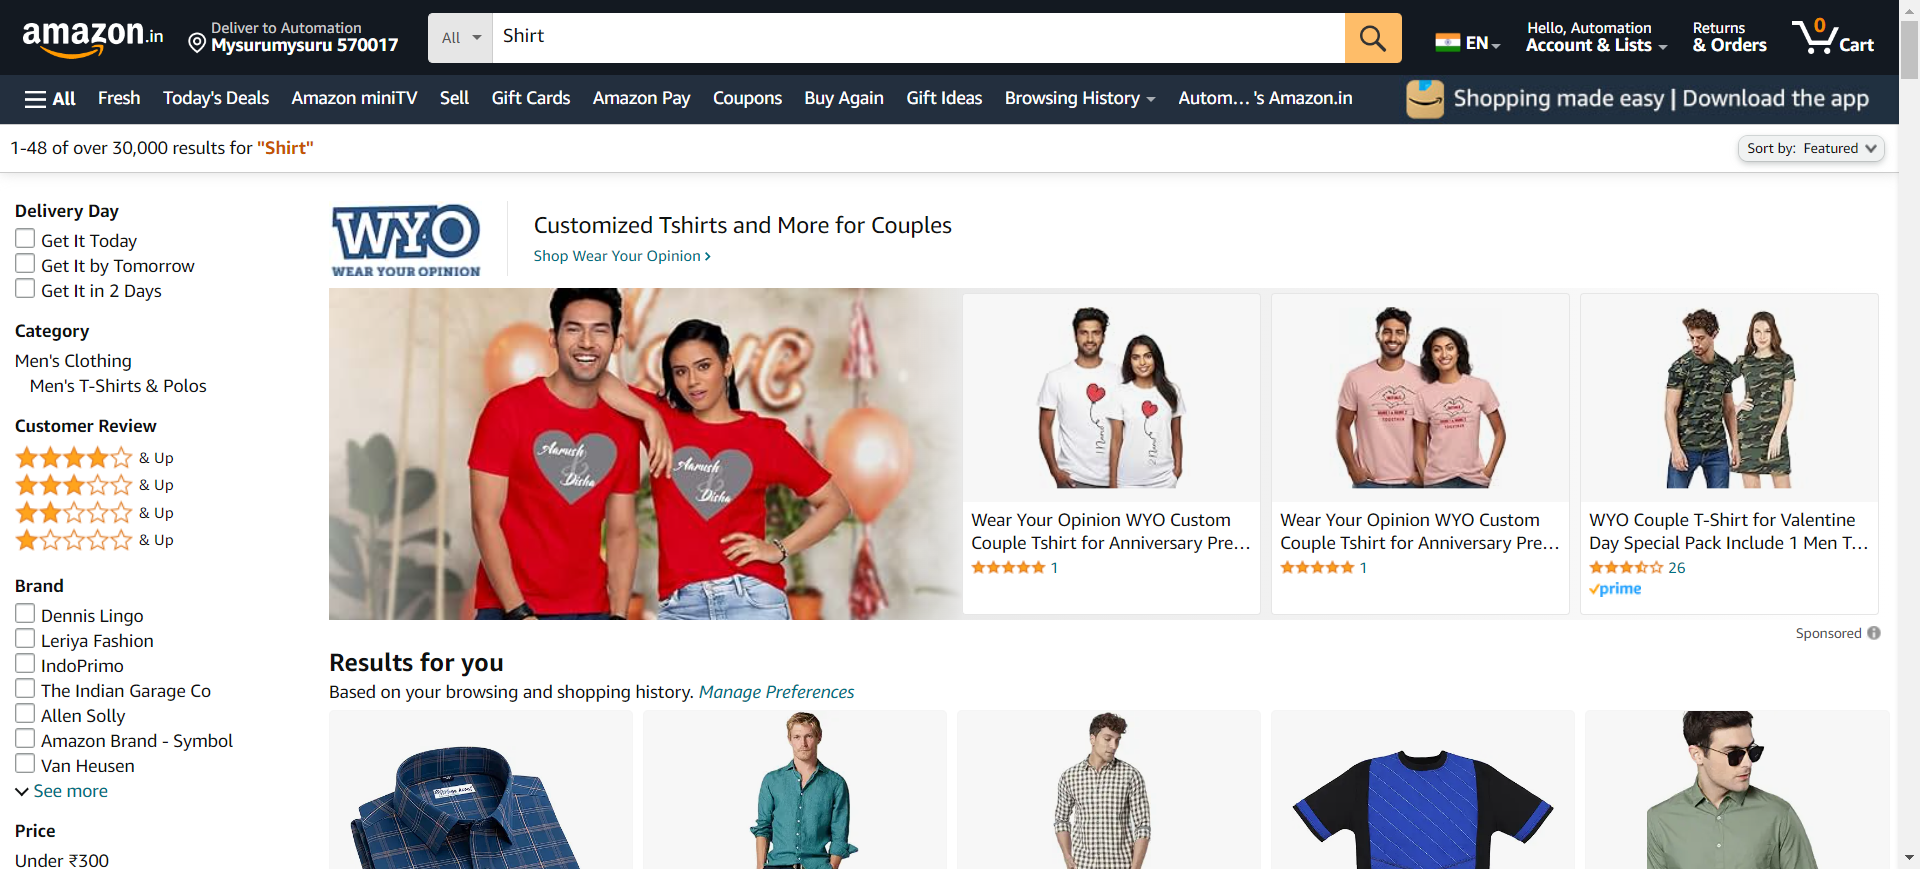 amazon.in
Deliver to Automation
Mysurumysuru 570017
All
Shirt
EN
Hello, Automation
Account & Lists
Returns
& Orders
0
Cart
All
Fresh
Today's Deals
Amazon miniTV
Sell
Gift Cards
Amazon Pay
Coupons
Buy Again
Gift Ideas
Browsing History
Autom... 's Amazon.in
Shopping made easy | Download the app
1-48 of over 30,000 results for "Shirt"
Sort by: Featured
Delivery Day
Get It Today
Get It by Tomorrow
Get It in 2 Days
Category
Men's Clothing
Men's T-Shirts & Polos
Customer Review
& Up
& Up
& Up
& Up
Brand
Dennis Lingo
Leriya Fashion
IndoPrimo
The Indian Garage Co
Allen Solly
Amazon Brand - Symbol
Van Heusen
See more
Price
Under ₹300
WYO
WEAR YOUR OPINION
Customized Tshirts and More for Couples
Shop Wear Your Opinion ›
Love
Aarush
&
Disha
Aarush
&
Disha
Wear Your Opinion WYO Custom
Couple Tshirt for Anniversary Pre...
1
Wear Your Opinion WYO Custom
Couple Tshirt for Anniversary Pre...
1
WYO Couple T-Shirt for Valentine
Day Special Pack Include 1 Men T...
26
prime
Sponsored
Results for you
Based on your browsing and shopping history. Manage Preferences